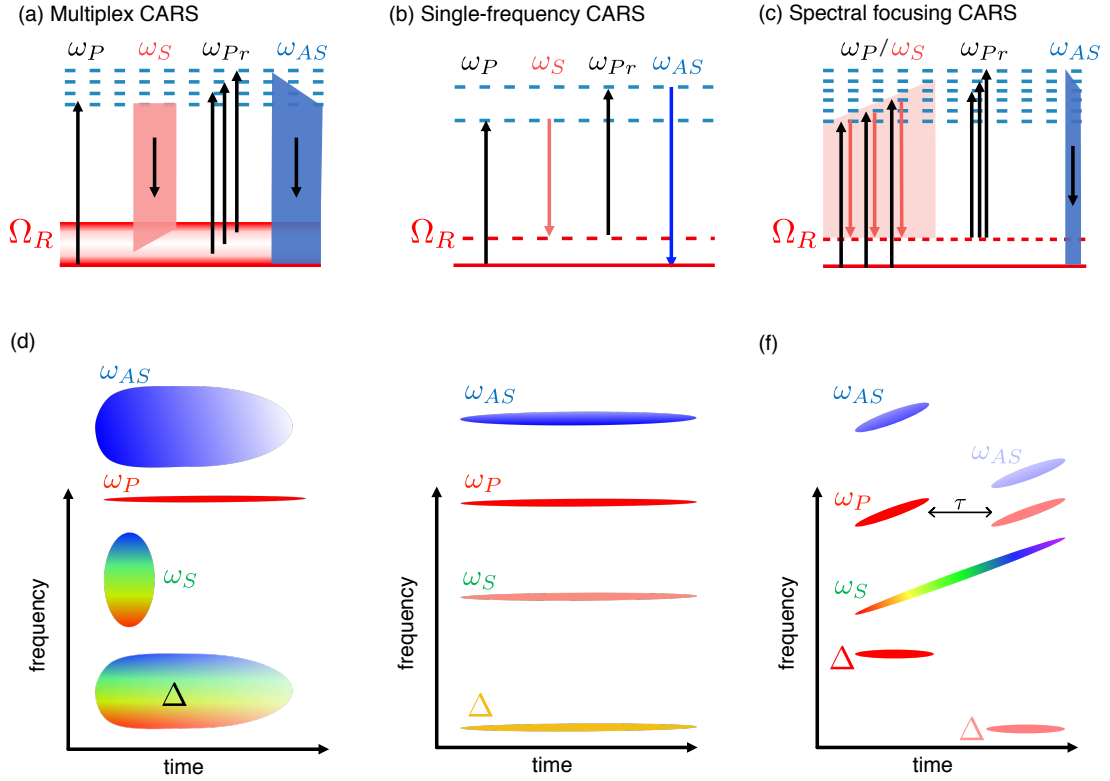 (a) Multiplex CARS
(b) Single-frequency CARS
(c) Spectral focusing CARS
ω_P ω_S ω_Pr ω_AS
ω_P ω_S ω_Pr ω_AS
ω_P/ω_S ω_Pr ω_AS
Ω_R
Ω_R
Ω_R
(d)
ω_AS
ω_P
ω_S
Δ
frequency
time
ω_AS
ω_P
ω_S
Δ
frequency
time
(f)
ω_AS
ω_AS
ω_P
τ
ω_S
Δ
Δ
frequency
time